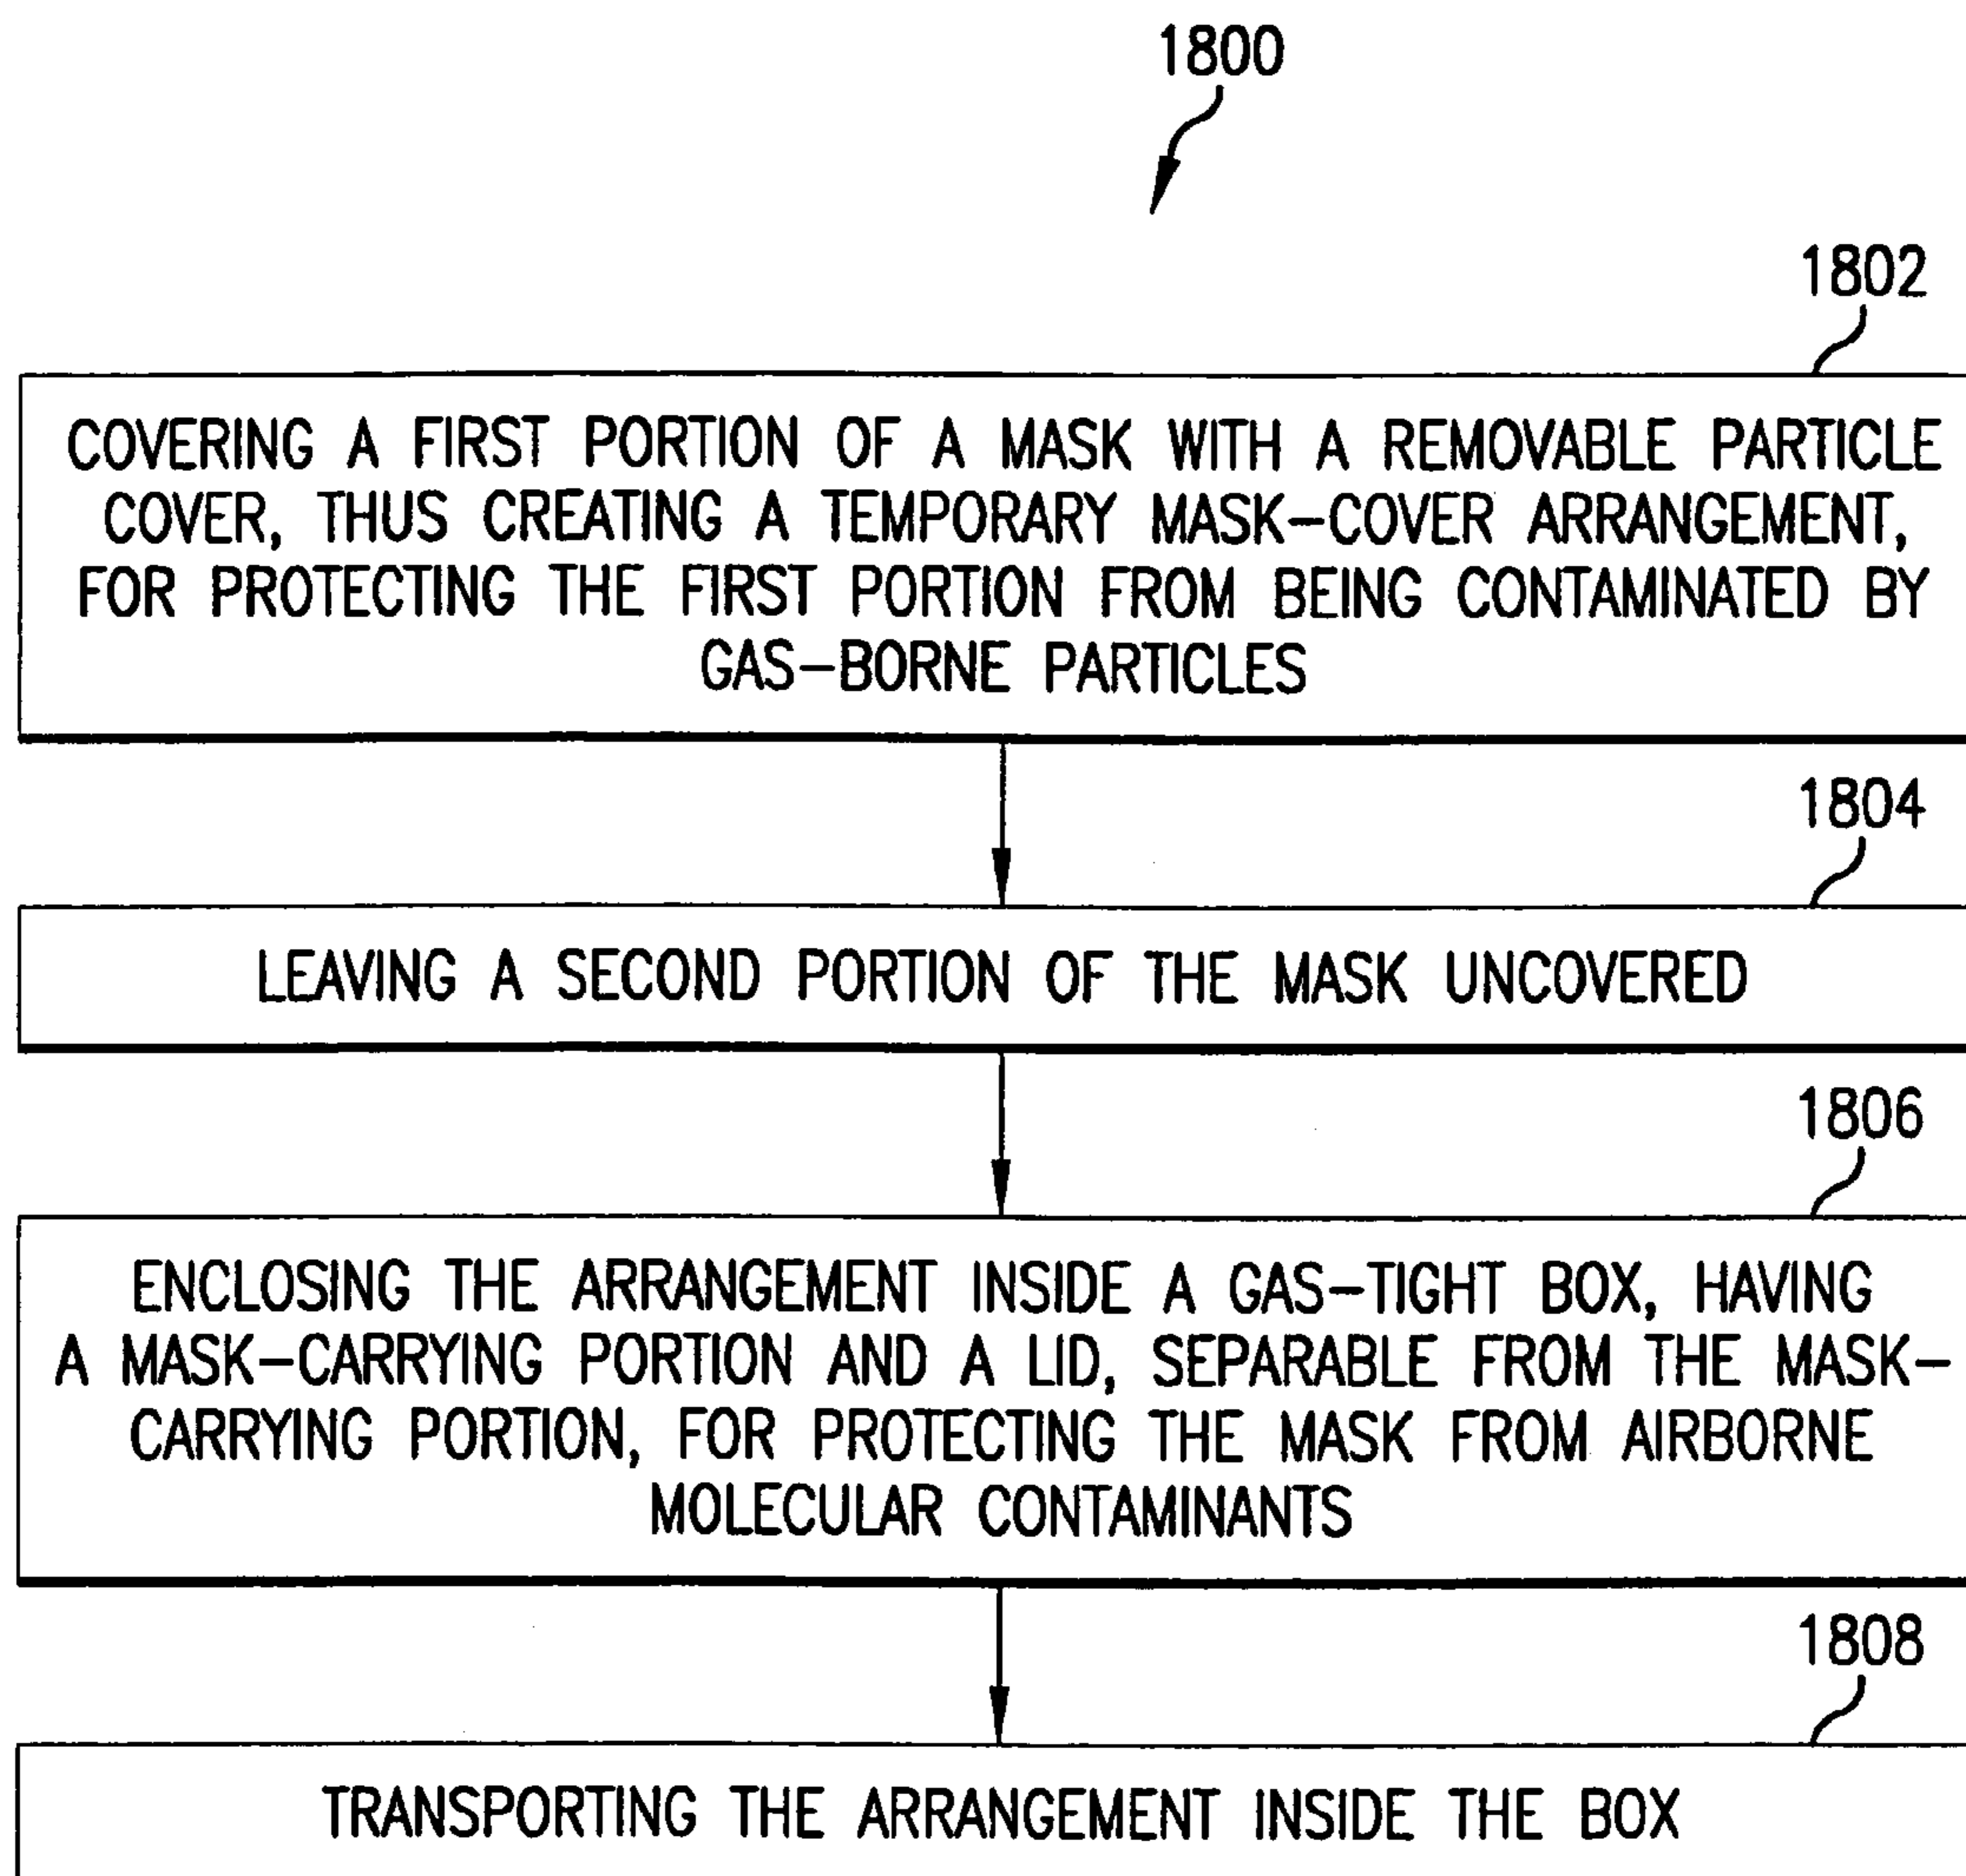 1800
1802
COVERING A FIRST PORTION OF A MASK WITH A REMOVABLE PARTICLE
COVER, THUS CREATING A TEMPORARY MASK–COVER ARRANGEMENT,
FOR PROTECTING THE FIRST PORTION FROM BEING CONTAMINATED BY
GAS–BORNE PARTICLES
1804
LEAVING A SECOND PORTION OF THE MASK UNCOVERED
1806
ENCLOSING THE ARRANGEMENT INSIDE A GAS–TIGHT BOX, HAVING
A MASK–CARRYING PORTION AND A LID, SEPARABLE FROM THE MASK–
CARRYING PORTION, FOR PROTECTING THE MASK FROM AIRBORNE
MOLECULAR CONTAMINANTS
1808
TRANSPORTING THE ARRANGEMENT INSIDE THE BOX